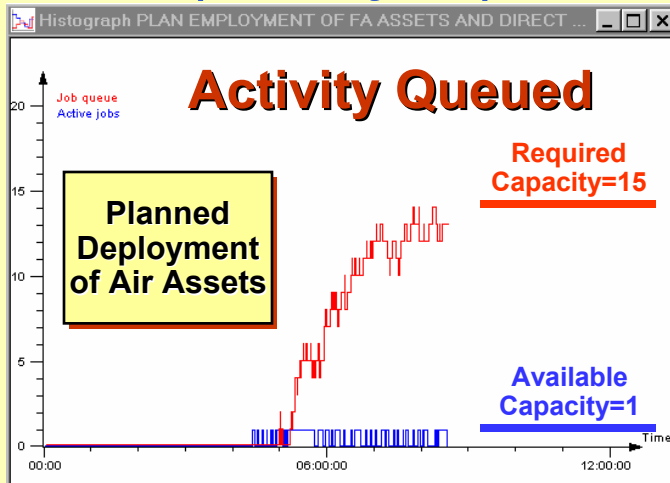 Histograph PLAN EMPLOYMENT OF FA ASSETS AND DIRECT ...
Activity Queued
Job queue
Active jobs
20
15
10
5
0
Required
Capacity=15
Planned
Deployment
of Air Assets
Available
Capacity=1
Time
00:00
06:00:00
12:00:00